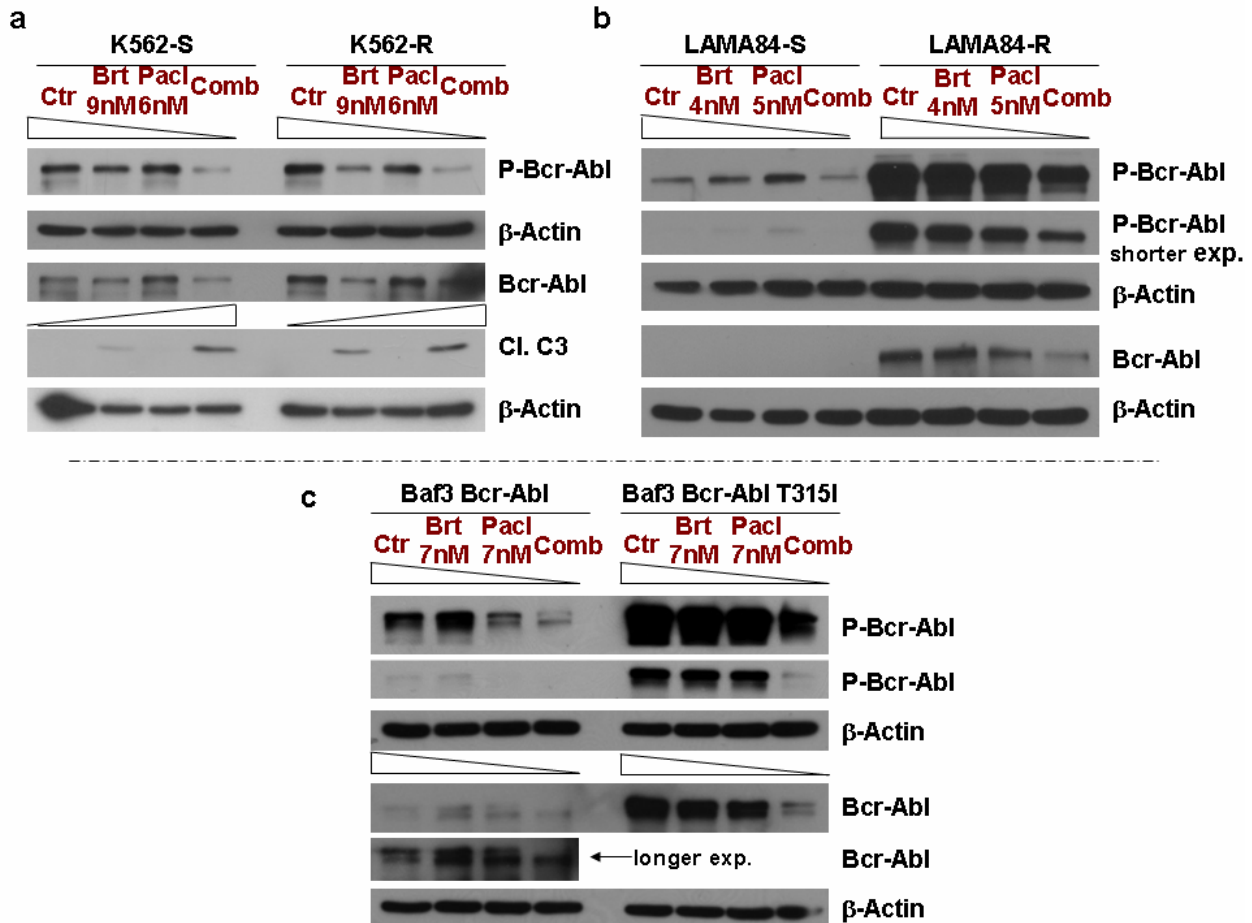 a
K562-S K562-R
Ctr Brt 9nM Pacl 6nM Comb Ctr Brt 9nM Pacl 6nM Comb
P-Bcr-Abl
β-Actin
Bcr-Abl
Cl. C3
β-Actin
b
LAMA84-S LAMA84-R
Ctr Brt 4nM Pacl 5nM Comb Ctr Brt 4nM Pacl 5nM Comb
P-Bcr-Abl
P-Bcr-Abl
shorter exp.
β-Actin
Bcr-Abl
β-Actin
c
Baf3 Bcr-Abl Baf3 Bcr-Abl T315I
Ctr Brt 7nM Pacl 7nM Comb Ctr Brt 7nM Pacl 7nM Comb
P-Bcr-Abl
P-Bcr-Abl
β-Actin
Bcr-Abl
longer exp. Bcr-Abl
β-Actin